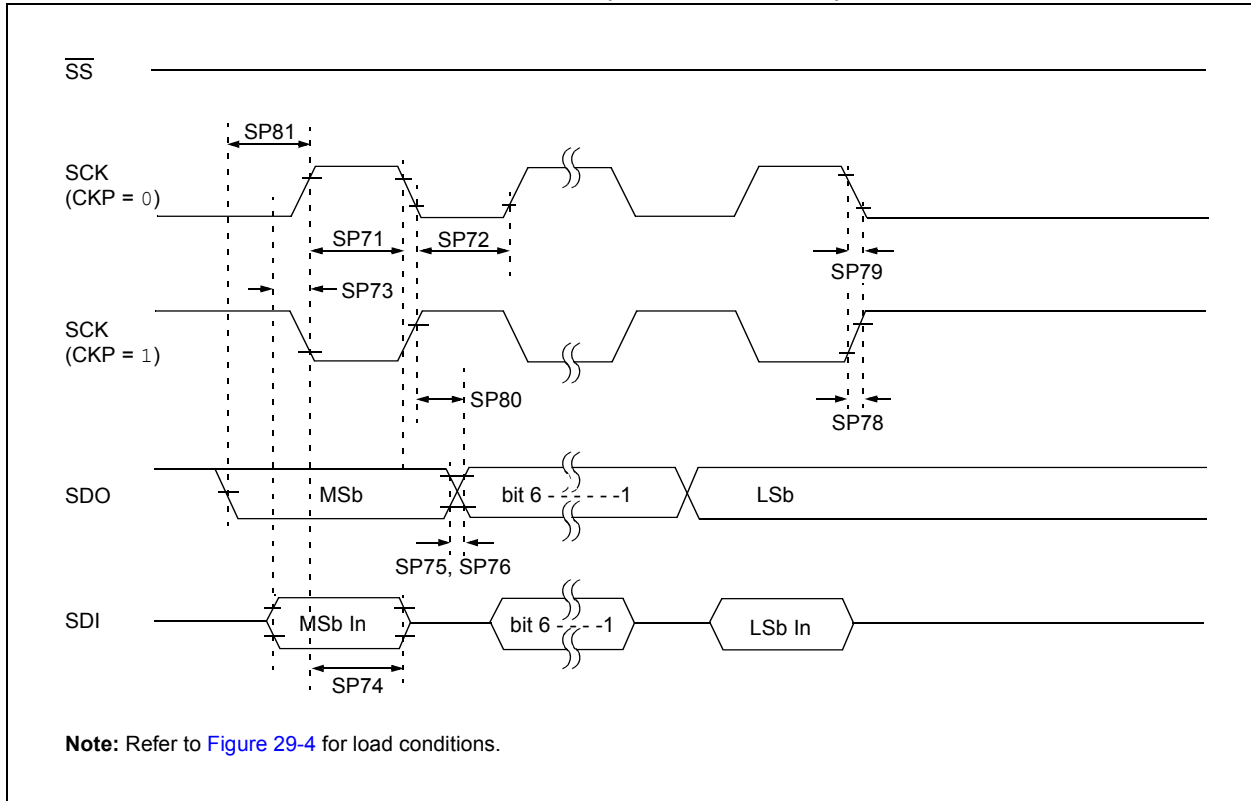 SS
SP81
SCK
(CKP = 0)
SP71
SP72
SP79
SP73
SCK
(CKP = 1)
SP80
SP78
SDO
MSb
bit 6 - - - - - -1
LSb
SP75, SP76
SDI
MSb In
bit 6 - - - -1
LSb In
SP74
Note: Refer to Figure 29-4 for load conditions.